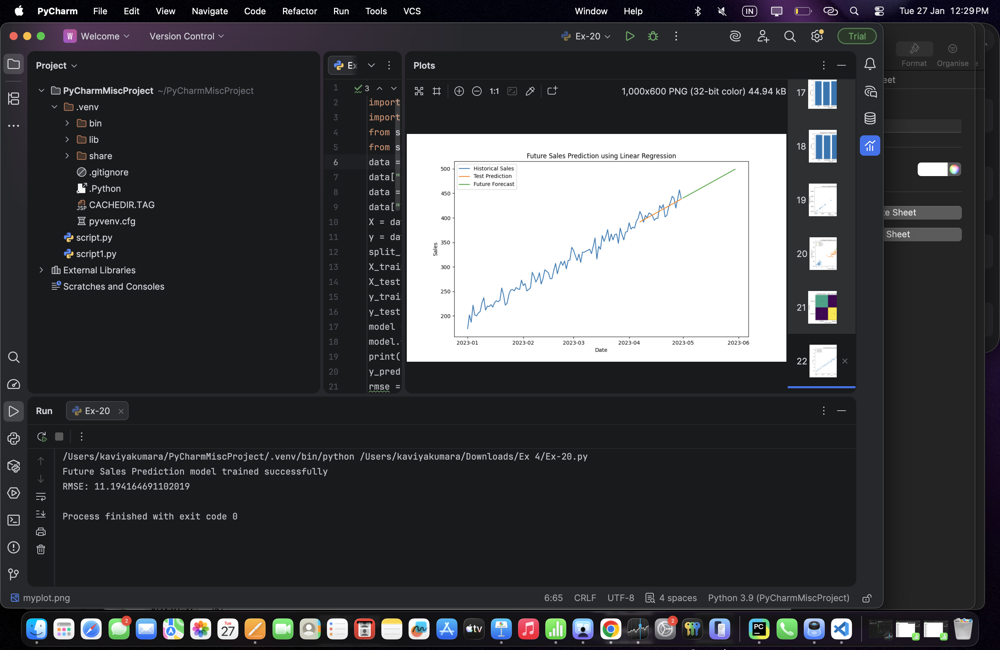 PyCharm File Edit View Navigate Code Refactor Run Tools VCS Window Help IN Tue 27 Jan 12:29 PM
W Welcome Version Control Ex-20 Trial
Format Organise
Project
PyCharmMiscProject ~/PyCharmMiscProject
.venv
bin
lib
share
.gitignore
.Python
JSP CACHEDIR.TAG
pyvenv.cfg
script.py
script1.py
External Libraries
Scratches and Consoles
Ex
3
1
2 import
3 import
4 from s
5 from s
6 data =
7 data["
8 data =
9 data["
10 X = da
11 y = da
12 split_
13 X_trai
14 X_test
15 y_trai
16 y_test
17 model
18 model.
19 print(
20 y_pred
21 rmse =
Plots
1:1 1,000x600 PNG (32-bit color) 44.94 kB
Future Sales Prediction using Linear Regression
Historical Sales
Test Prediction
Future Forecast
500
450
400
350
300
250
200
Sales
2023-01 2023-02 2023-03 2023-04 2023-05 2023-06
Date
17
18
19
20
21
22
eet
te Sheet
Sheet
Run Ex-20
/Users/kaviyakumara/PyCharmMiscProject/.venv/bin/python /Users/kaviyakumara/Downloads/Ex 4/Ex-20.py
Future Sales Prediction model trained successfully
RMSE: 11.194164691102019
Process finished with exit code 0
myplot.png 6:65 CRLF UTF-8 4 spaces Python 3.9 (PyCharmMiscProject)
2 Tue 27 tv 2 PC